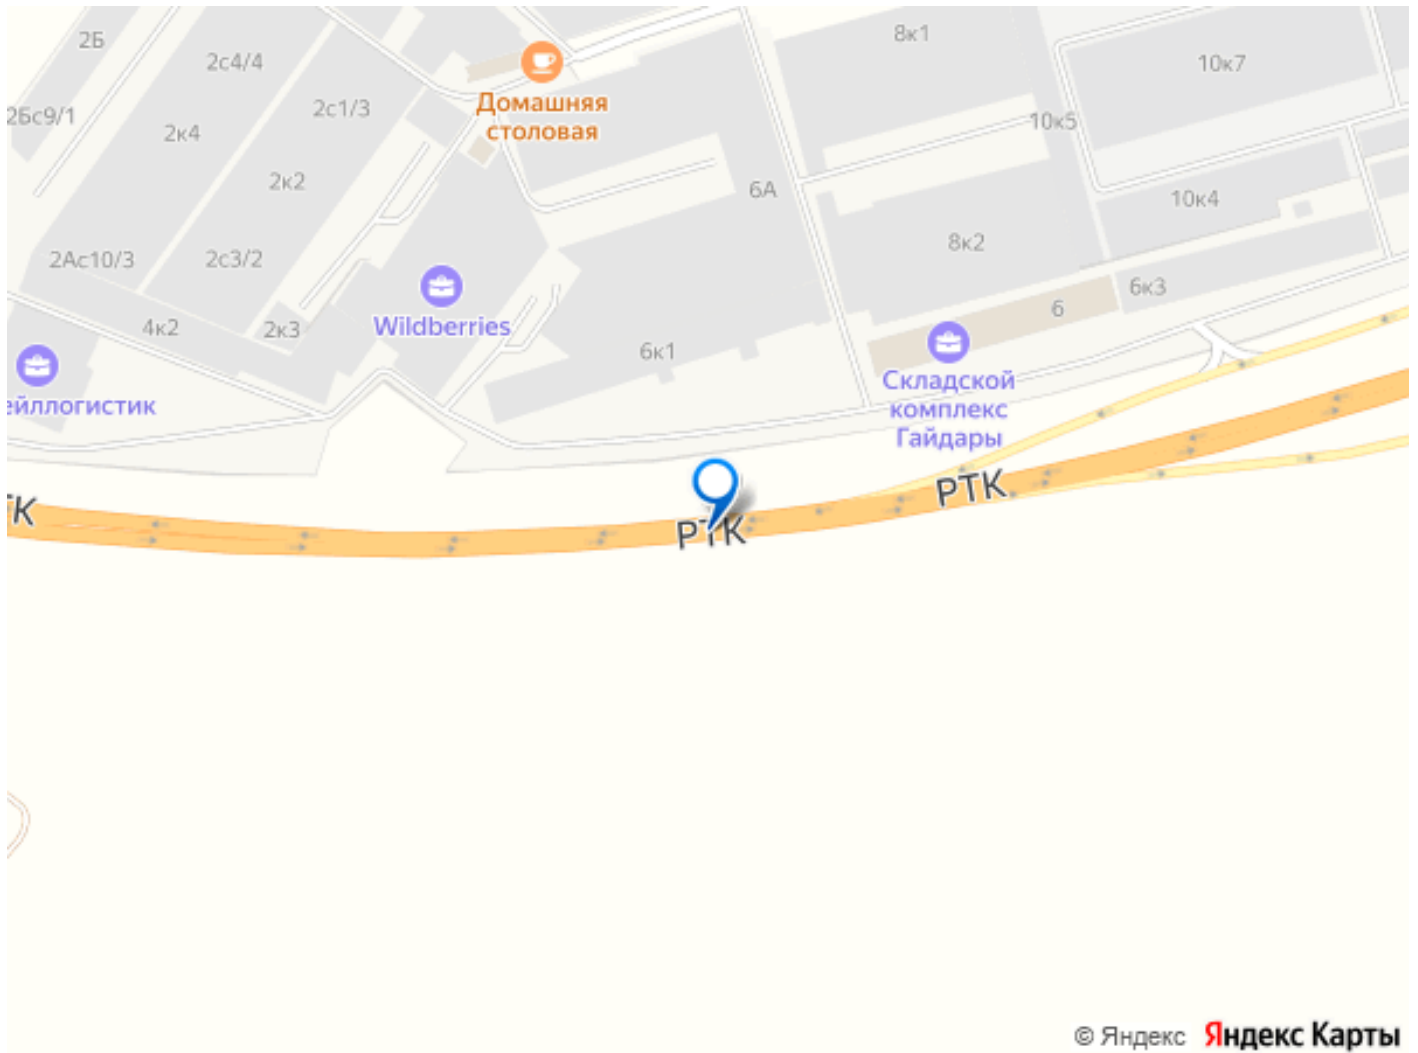 2Б
8к1
2с4/4
10к7
2Бс9/1
2с1/3
Домашняя
столовая
10к5
2к4
2к2
6А
10к4
8к2
2Ас10/3
2с3/2
6к3
4к2
2к3
Wildberries
6
6к1
Складской
комплекс
Гайдары
ейллогистик
РТК
ТК
РТК
© Яндекс Яндекс Карты